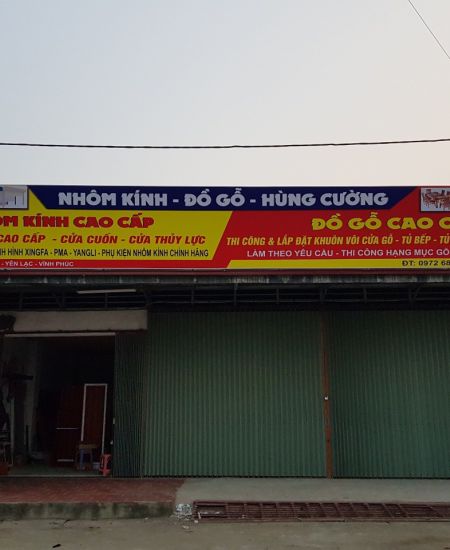 NHÔM KÍNH - ĐỒ GỖ - HÙNG CƯỜNG
KÍNH CAO CẤP
CAO CẤP - CỬA CUỐN - CỬA THỦY LỰC
HÌNH XINGFA - PMA - YANGLI - PHỤ KIỆN NHÔM KÍNH CHÍNH HÃNG
- YÊN LẠC - VĨNH PHÚC
ĐỒ GỖ CAO
THI CÔNG & LẮP ĐẶT KHUÔN VÒI CỬA GỖ - TỦ BẾP -
LÀM THEO YÊU CẦU - THI CÔNG HẠNG MỤC GỖ
ĐT: 0972 68